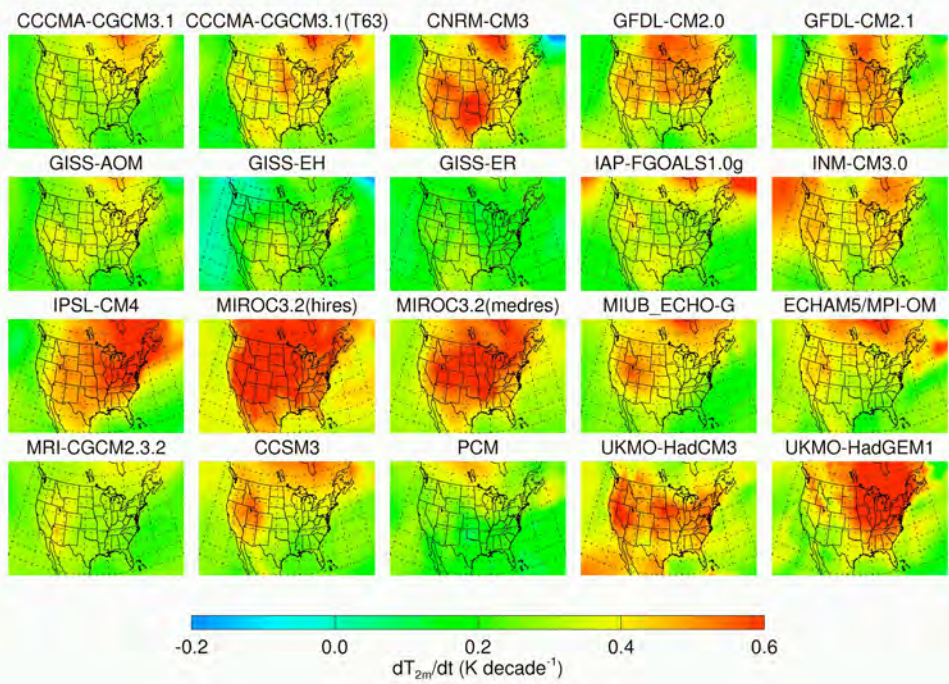 CCCMA-CGCM3.1 CCCMA-CGCM3.1(T63) CNRM-CM3 GFDL-CM2.0 GFDL-CM2.1
GISS-AOM GISS-EH GISS-ER IAP-FGOALS1.0g INM-CM3.0
IPSL-CM4 MIROC3.2(hires) MIROC3.2(medres) MIUB_ECHO-G ECHAM5/MPI-OM
MRI-CGCM2.3.2 CCSM3 PCM UKMO-HadCM3 UKMO-HadGEM1
-0.2 0.0 0.2 0.4 0.6
dT2m/dt (K decade-1)